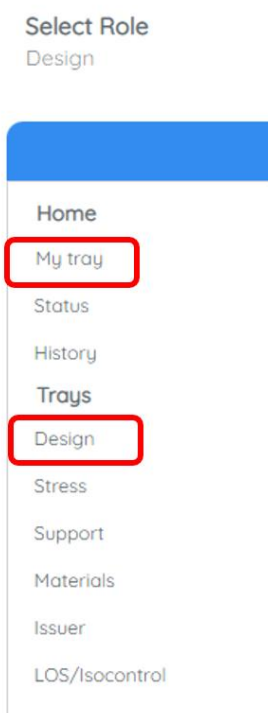 Select Role
Design
Home
My tray
Status
History
Trays
Design
Stress
Support
Materials
Issuer
LOS/Isocontrol